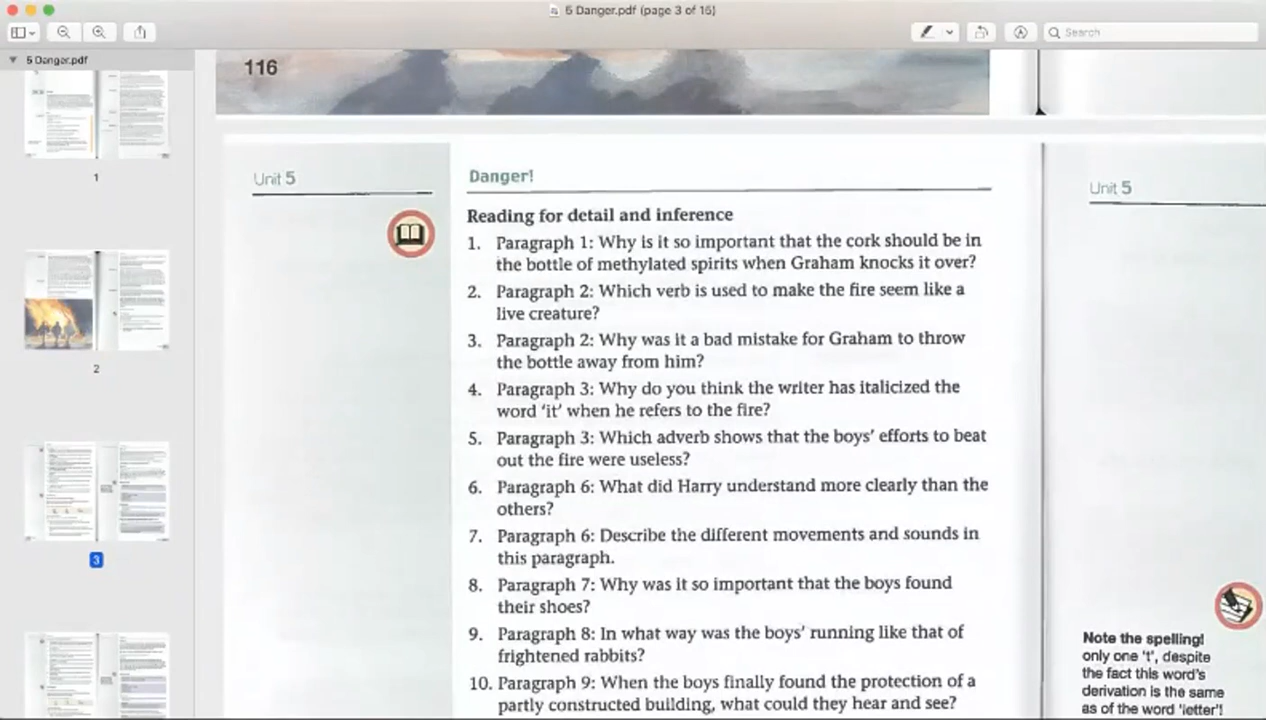 5 Danger.pdf (page 3 of 15)
Search
5 Danger.pdf
1
2
3
116
Unit 5
Danger!
Reading for detail and inference
1. Paragraph 1: Why is it so important that the cork should be in
the bottle of methylated spirits when Graham knocks it over?
2. Paragraph 2: Which verb is used to make the fire seem like a
live creature?
3. Paragraph 2: Why was it a bad mistake for Graham to throw
the bottle away from him?
4. Paragraph 3: Why do you think the writer has italicized the
word 'it' when he refers to the fire?
5. Paragraph 3: Which adverb shows that the boys' efforts to beat
out the fire were useless?
6. Paragraph 6: What did Harry understand more clearly than the
others?
7. Paragraph 6: Describe the different movements and sounds in
this paragraph.
8. Paragraph 7: Why was it so important that the boys found
their shoes?
9. Paragraph 8: In what way was the boys' running like that of
frightened rabbits?
10. Paragraph 9: When the boys finally found the protection of a
partly constructed building, what could they hear and see?
Unit 5
Note the spelling!
only one 't', despite
the fact this word's
derivation is the same
as of the word 'letter'!